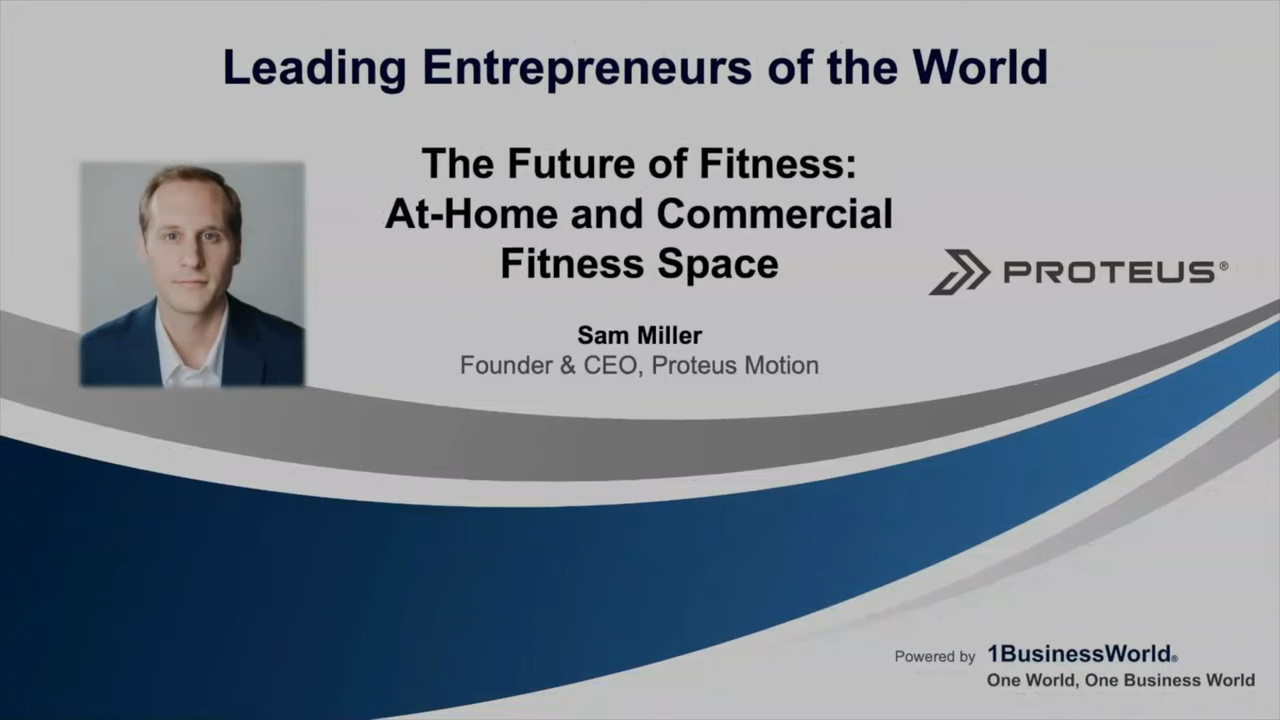 Leading Entrepreneurs of the World
The Future of Fitness:
At-Home and Commercial
Fitness Space
PROTEUS®
Sam Miller
Founder & CEO, Proteus Motion
Powered by 1BusinessWorld®
One World, One Business World